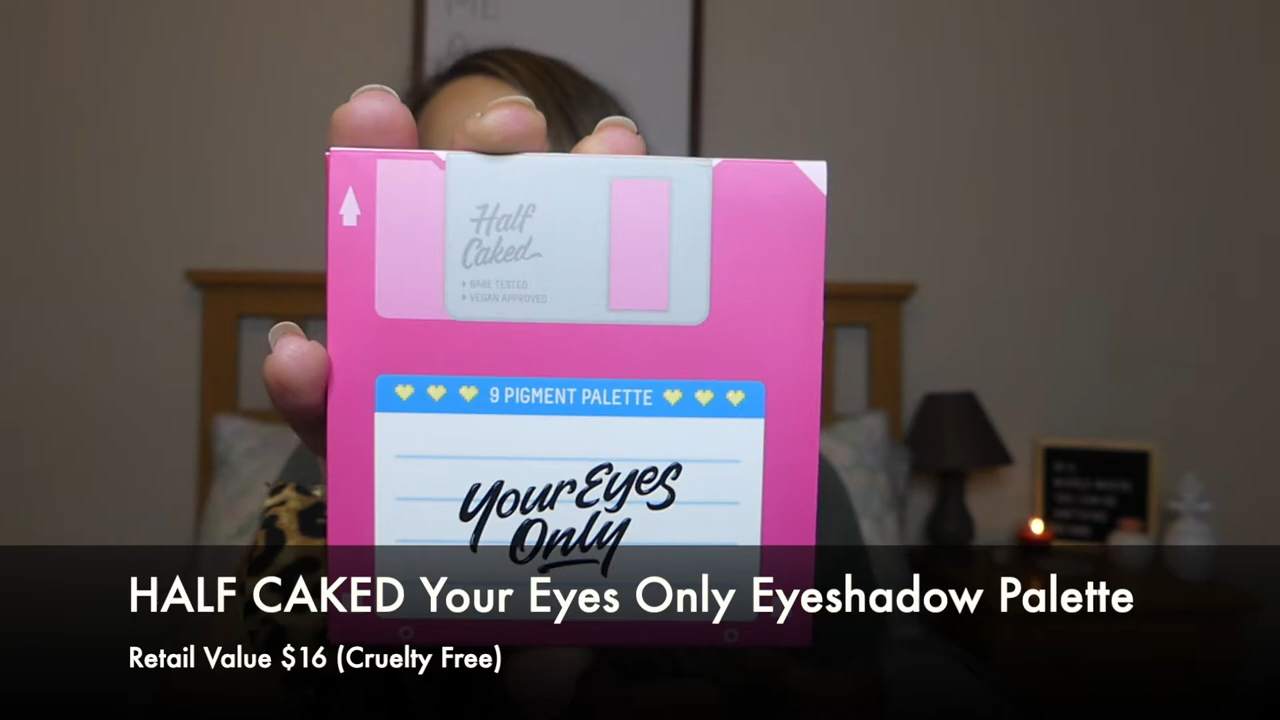 ME
Half
Caked
BABE TESTED
VEGAN APPROVED
9 PIGMENT PALETTE
Your Eyes
Only
HALF CAKED Your Eyes Only Eyeshadow Palette
Retail Value $16 (Cruelty Free)